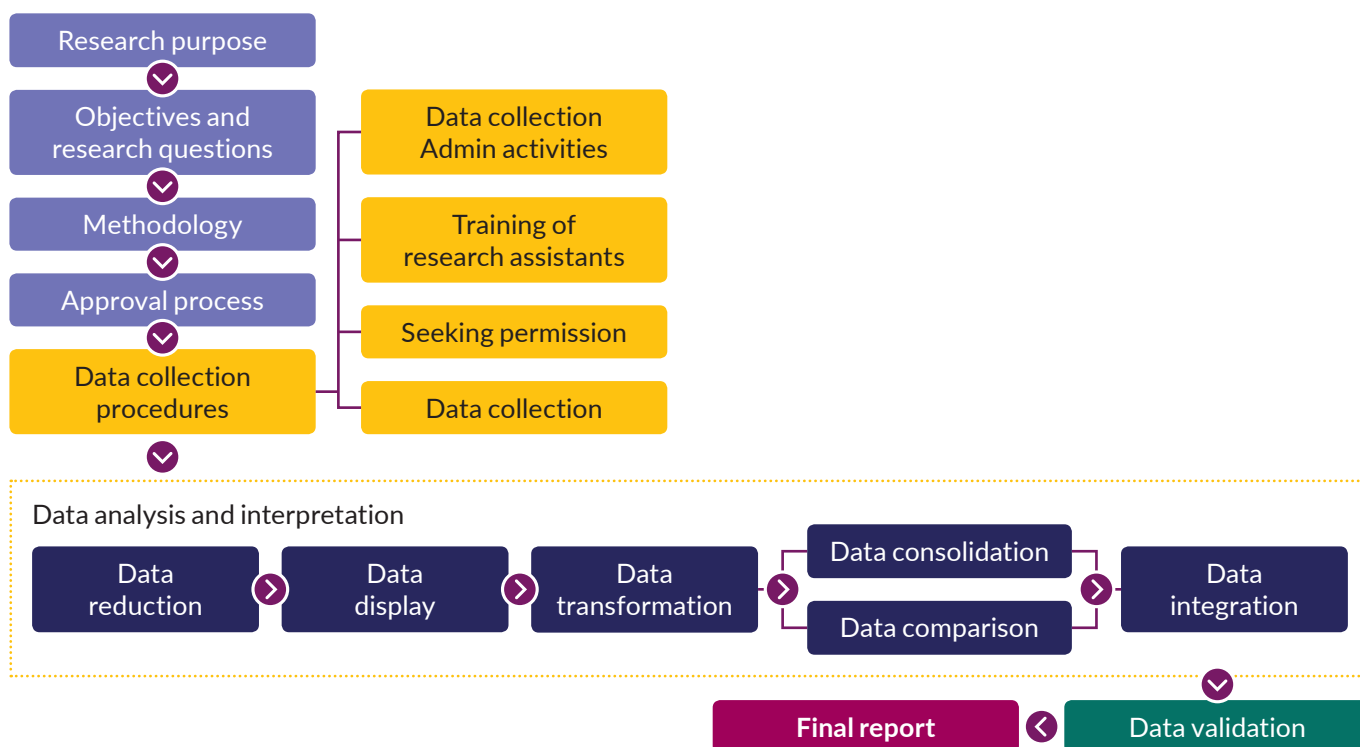 Research purpose
Objectives and
research questions
Methodology
Approval process
Data collection
procedures
Data collection
Admin activities
Training of
research assistants
Seeking permission
Data collection
Data analysis and interpretation
Data
reduction
Data
display
Data
transformation
Data consolidation
Data comparison
Data
integration
Data validation
Final report